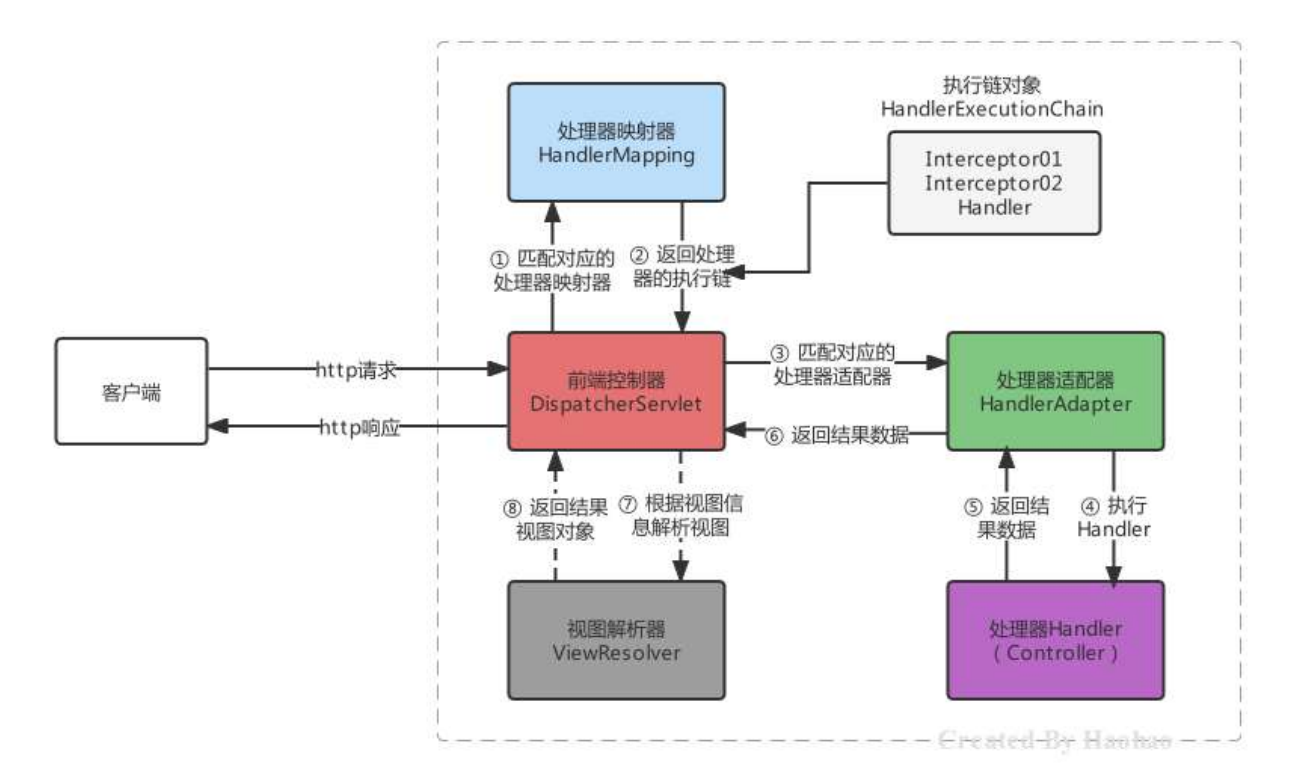 执行链对象
HandlerExecutionChain
处理器映射器
HandlerMapping
Interceptor01
Interceptor02
Handler
① 匹配对应的
处理器映射器
② 返回处理
器的执行链
客户端
http请求
http响应
前端控制器
DispatcherServlet
③ 匹配对应的
处理器适配器
⑥ 返回结果数据
处理器适配器
HandlerAdapter
⑧ 返回结果
视图对象
⑦ 根据视图信
息解析视图
⑤ 返回结
果数据
④ 执行
Handler
视图解析器
ViewResolver
处理器Handler
（Controller）
Created By Haohao